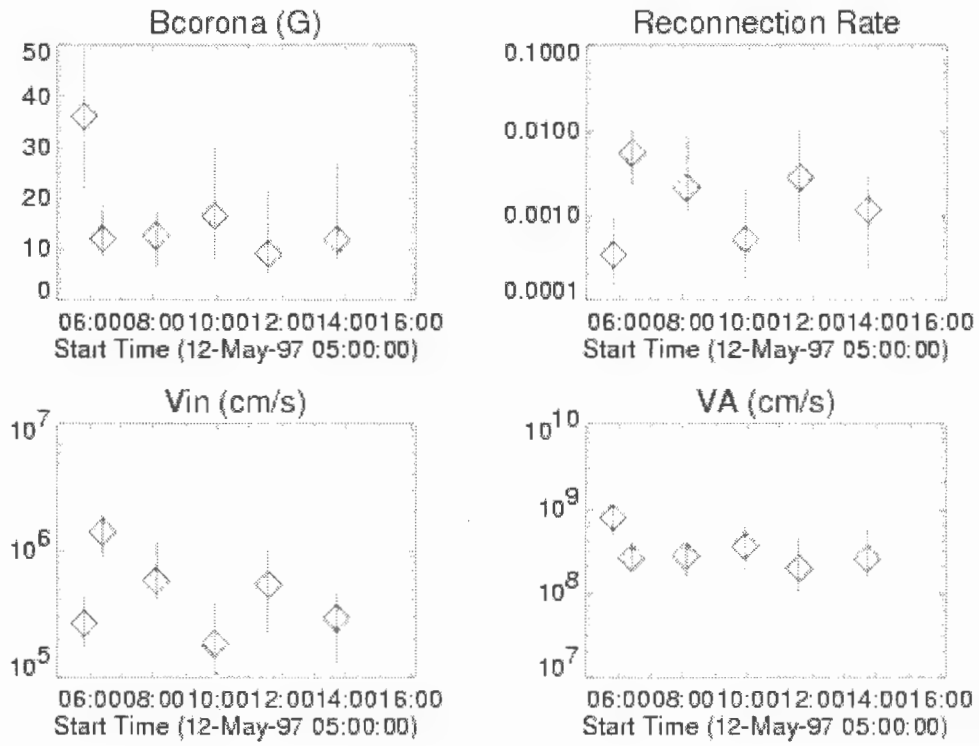 Bcorona (G)
50
40
30
20
10
0
06:0008:0010:0012:0014:0016:00
Start Time (12-May-97 05:00:00)
Reconnection Rate
0.1000
0.0100
0.0010
0.0001
06:0008:0010:0012:0014:0016:00
Start Time (12-May-97 05:00:00)
Vin (cm/s)
10^7
10^6
10^5
06:0008:0010:0012:0014:0016:00
Start Time (12-May-97 05:00:00)
VA (cm/s)
10^10
10^9
10^8
10^7
06:0008:0010:0012:0014:0016:00
Start Time (12-May-97 05:00:00)